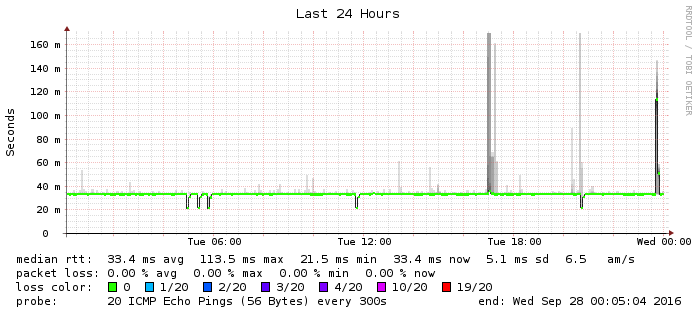 Last 24 Hours
RRDTOOL / TOBI OETIKER
Seconds
160 m
140 m
120 m
100 m
80 m
60 m
40 m
20 m
0
Tue 06:00 Tue 12:00 Tue 18:00 Wed 00:00
median rtt: 33.4 ms avg 113.5 ms max 21.5 ms min 33.4 ms now 5.1 ms sd 6.5 am/s
packet loss: 0.00 % avg 0.00 % max 0.00 % min 0.00 % now
loss color: 0 1/20 2/20 3/20 4/20 10/20 19/20
probe: 20 ICMP Echo Pings (56 Bytes) every 300s end: Wed Sep 28 00:05:04 2016